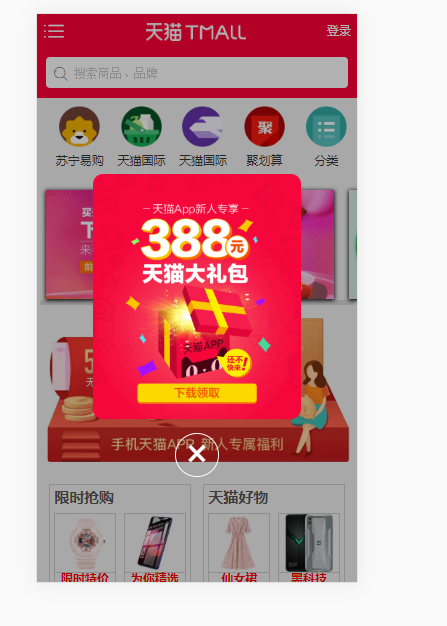 天猫 TMALL
登录
搜索商品、品牌
苏宁易购
天猫国际
天猫国际
聚
聚划算
分类
天猫App新人专享
388元
天猫大礼包
天猫APP
还不
快来!
下载领取
手机天猫APP 新人专属福利
限时抢购
天猫好物
限时特价
为你精选
仙女裙
黑科技